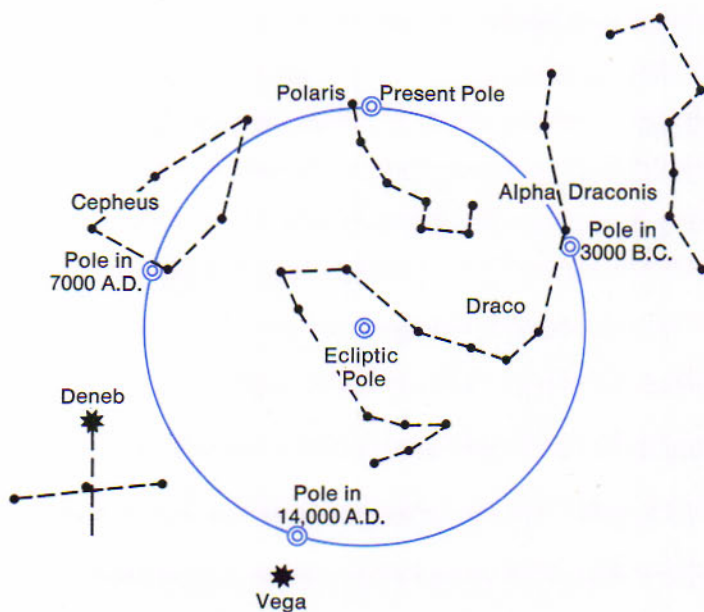 Polaris
Present Pole
Cepheus
Alpha Draconis
Pole in
3000 B.C.
Pole in
7000 A.D.
Draco
Ecliptic
Pole
Deneb
Pole in
14,000 A.D.
Vega